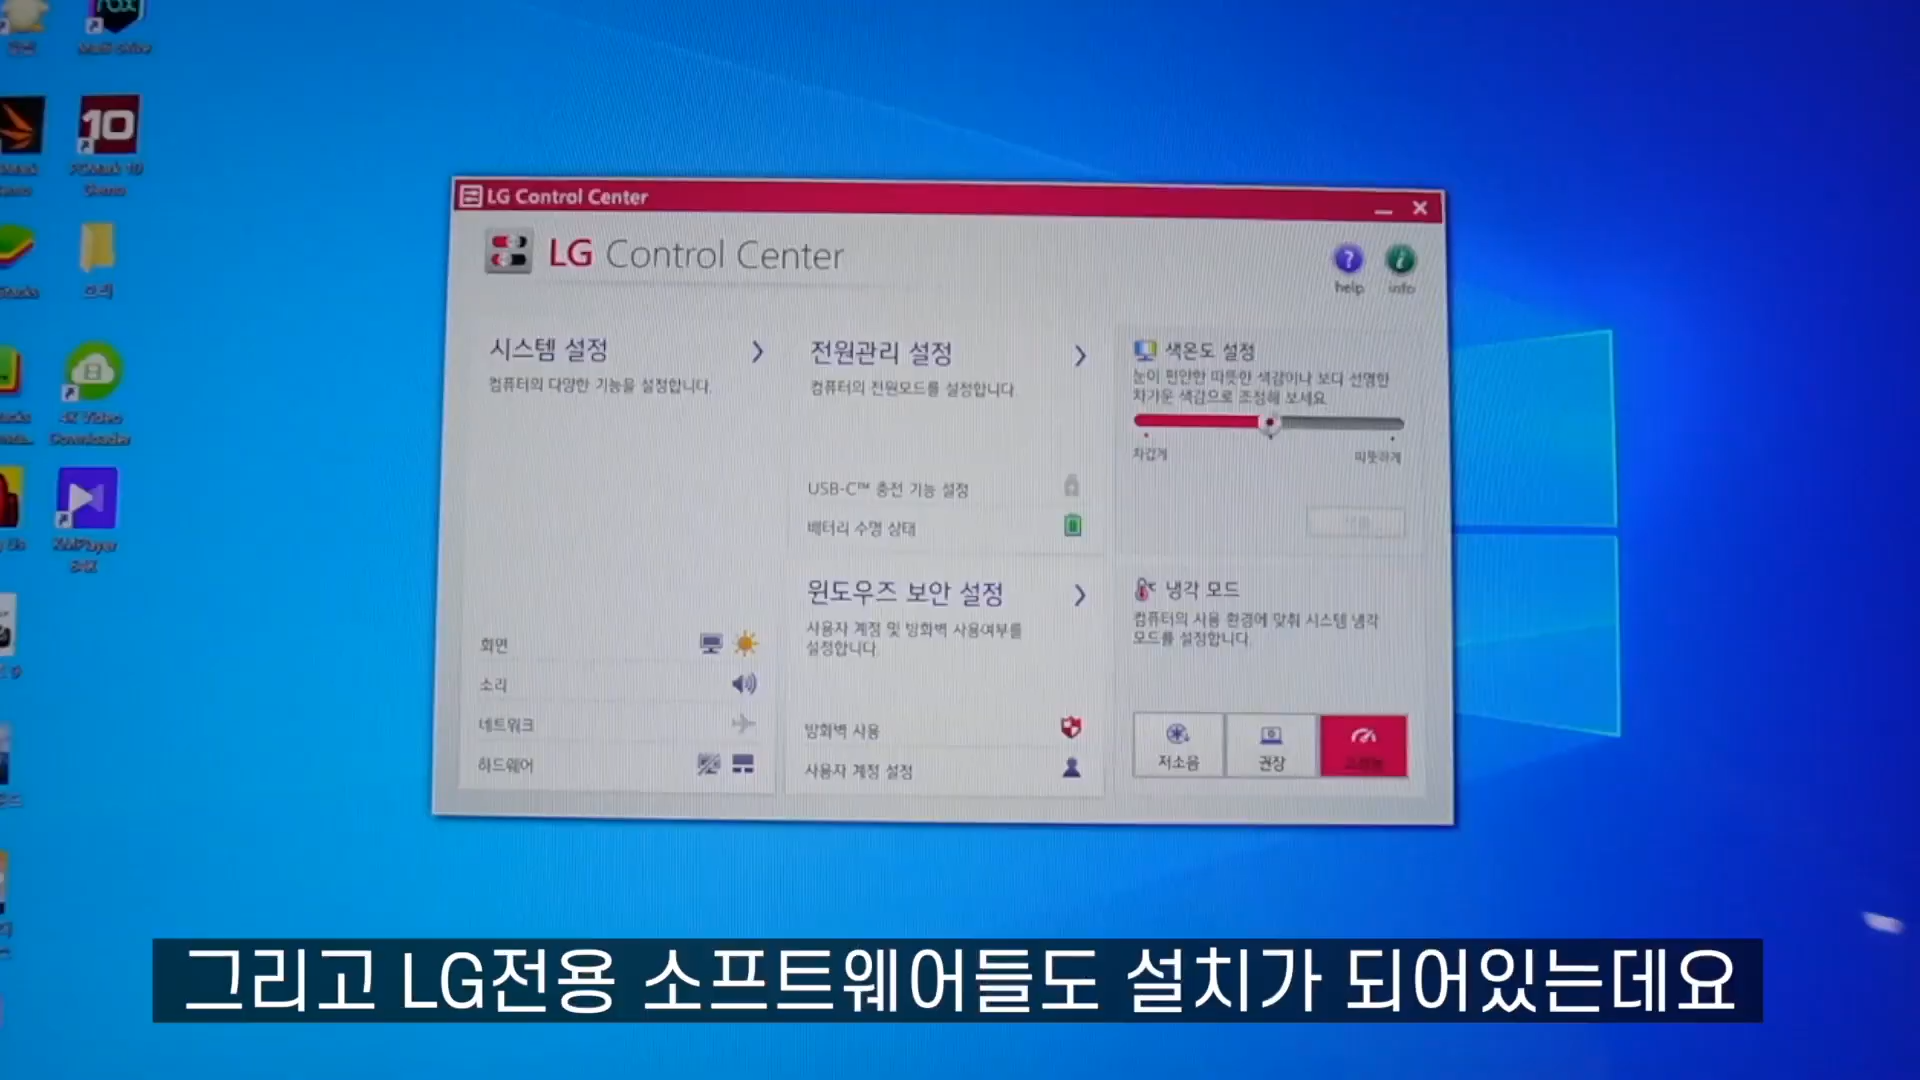 LG Control Center
LG Control Center
help
info
시스템 설정
컴퓨터의 다양한 기능을 설정합니다.
화면
소리
네트워크
하드웨어
전원관리 설정
컴퓨터의 전원모드를 설정합니다.
USB-C™ 충전 기능 설정
배터리 수명 상태
윈도우즈 보안 설정
사용자 계정 및 방화벽 사용여부를
설정합니다.
방화벽 사용
사용자 계정 설정
색온도 설정
눈이 편안한 따뜻한 색감이나 보다 선명한
차가운 색감으로 조정해 보세요.
차갑게
따뜻하게
냉각 모드
컴퓨터의 사용 환경에 맞춰 시스템 냉각
모드를 설정합니다.
저소음
권장
10
PCMark 10
Demo
4K Video
Downloader
KMPlayer
64X
그리고 LG전용 소프트웨어들도 설치가 되어있는데요